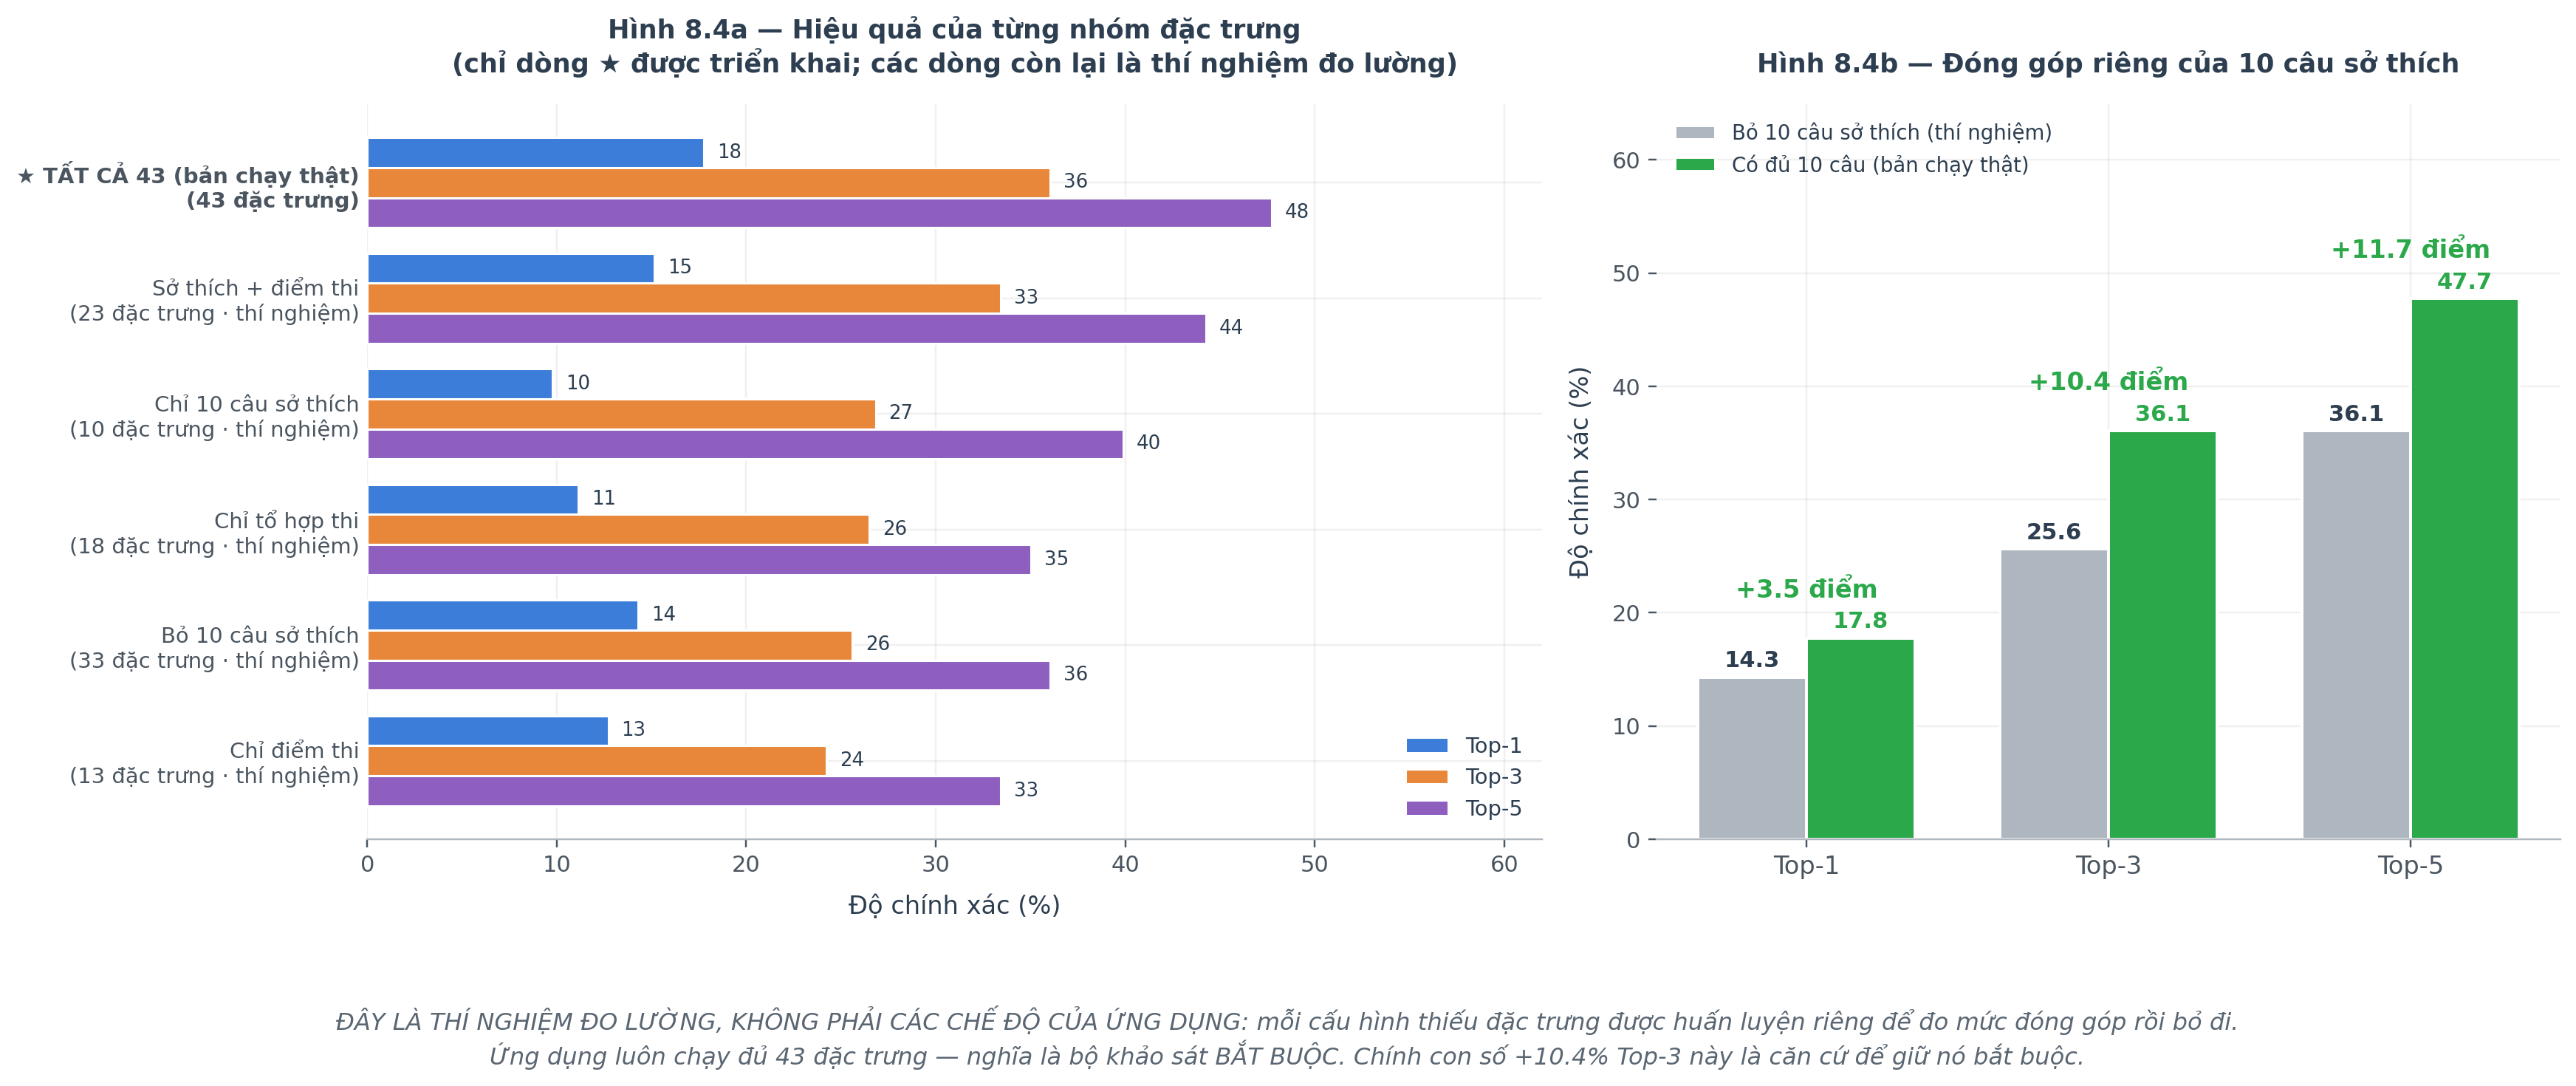 Hình 8.4a — Hiệu quả của từng nhóm đặc trưng
(chỉ dòng ★ được triển khai; các dòng còn lại là thí nghiệm đo lường)
★ TẤT CẢ 43 (bản chạy thật)
(43 đặc trưng)
18
36
48
Sở thích + điểm thi
(23 đặc trưng · thí nghiệm)
15
33
44
Chỉ 10 câu sở thích
(10 đặc trưng · thí nghiệm)
10
27
40
Chỉ tổ hợp thi
(18 đặc trưng · thí nghiệm)
11
26
35
Bỏ 10 câu sở thích
(33 đặc trưng · thí nghiệm)
14
26
36
Chỉ điểm thi
(13 đặc trưng · thí nghiệm)
13
24
33
Top-1
Top-3
Top-5
0 10 20 30 40 50 60
Độ chính xác (%)
Hình 8.4b — Đóng góp riêng của 10 câu sở thích
Bỏ 10 câu sở thích (thí nghiệm)
Có đủ 10 câu (bản chạy thật)
Độ chính xác (%)
60
50
40
30
20
10
0
+3.5 điểm
14.3
17.8
+10.4 điểm
25.6
36.1
+11.7 điểm
36.1
47.7
Top-1 Top-3 Top-5
ĐÂY LÀ THÍ NGHIỆM ĐO LƯỜNG, KHÔNG PHẢI CÁC CHẾ ĐỘ CỦA ỨNG DỤNG: mỗi cấu hình thiếu đặc trưng được huấn luyện riêng để đo mức đóng góp rồi bỏ đi.
Ứng dụng luôn chạy đủ 43 đặc trưng — nghĩa là bộ khảo sát BẮT BUỘC. Chính con số +10.4% Top-3 này là căn cứ để giữ nó bắt buộc.